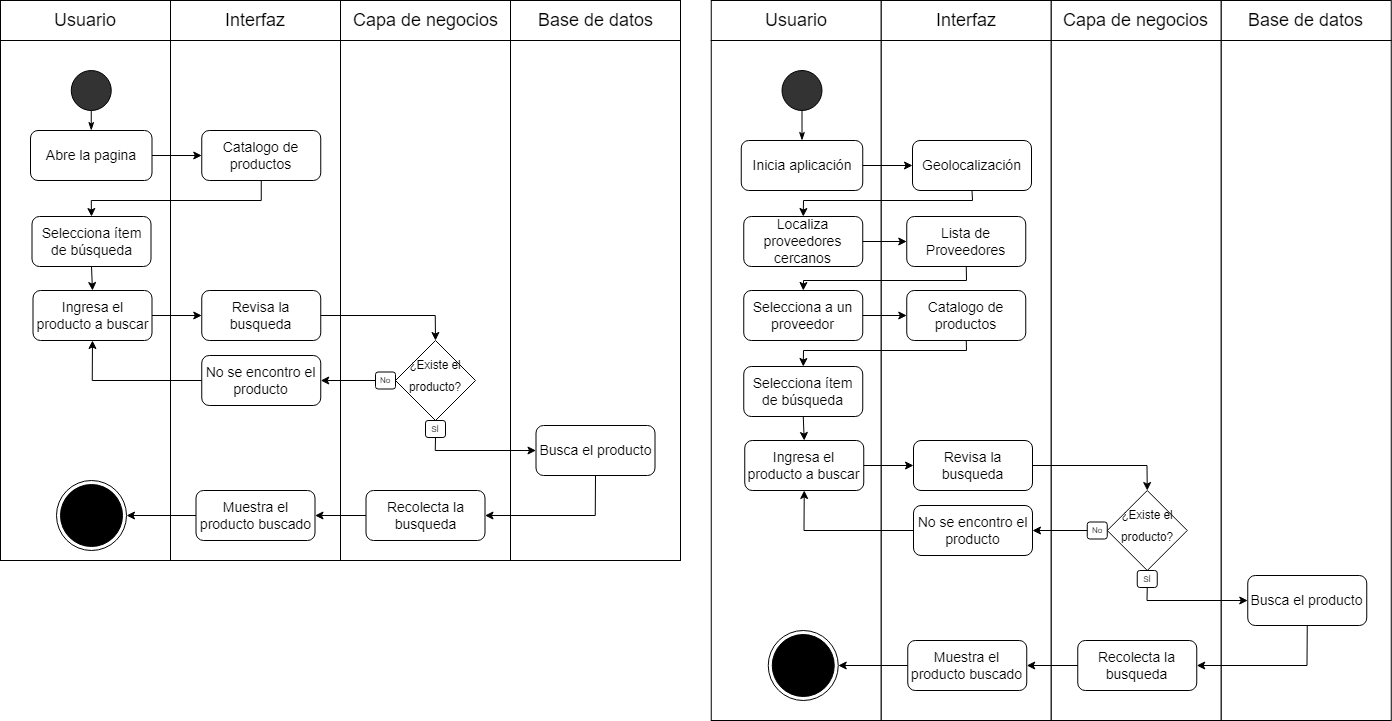 Usuario
Interfaz
Capa de negocios
Base de datos
Abre la pagina
Catalogo de
productos
Selecciona ítem
de búsqueda
Ingresa el
producto a buscar
Revisa la
busqueda
¿Existe el
producto?
No se encontro el
producto
No
SÍ
Busca el producto
Muestra el
producto buscado
Recolecta la
busqueda
Usuario
Interfaz
Capa de negocios
Base de datos
Inicia aplicación
Geolocalización
Localiza
proveedores
cercanos
Lista de
Proveedores
Selecciona a un
proveedor
Catalogo de
productos
Selecciona ítem
de búsqueda
Ingresa el
producto a buscar
Revisa la
busqueda
¿Existe el
producto?
No se encontro el
producto
No
SÍ
Busca el producto
Muestra el
producto buscado
Recolecta la
busqueda